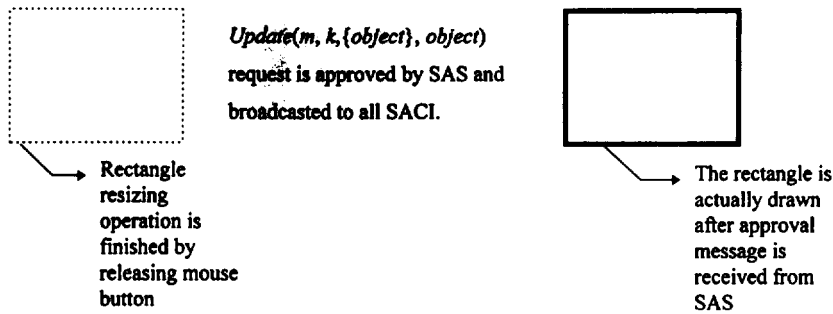 Update(m, k,{object}, object)
request is approved by SAS and
broadcasted to all SACI.
Rectangle
resizing
operation is
finished by
releasing mouse
button
The rectangle is
actually drawn
after approval
message is
received from
SAS